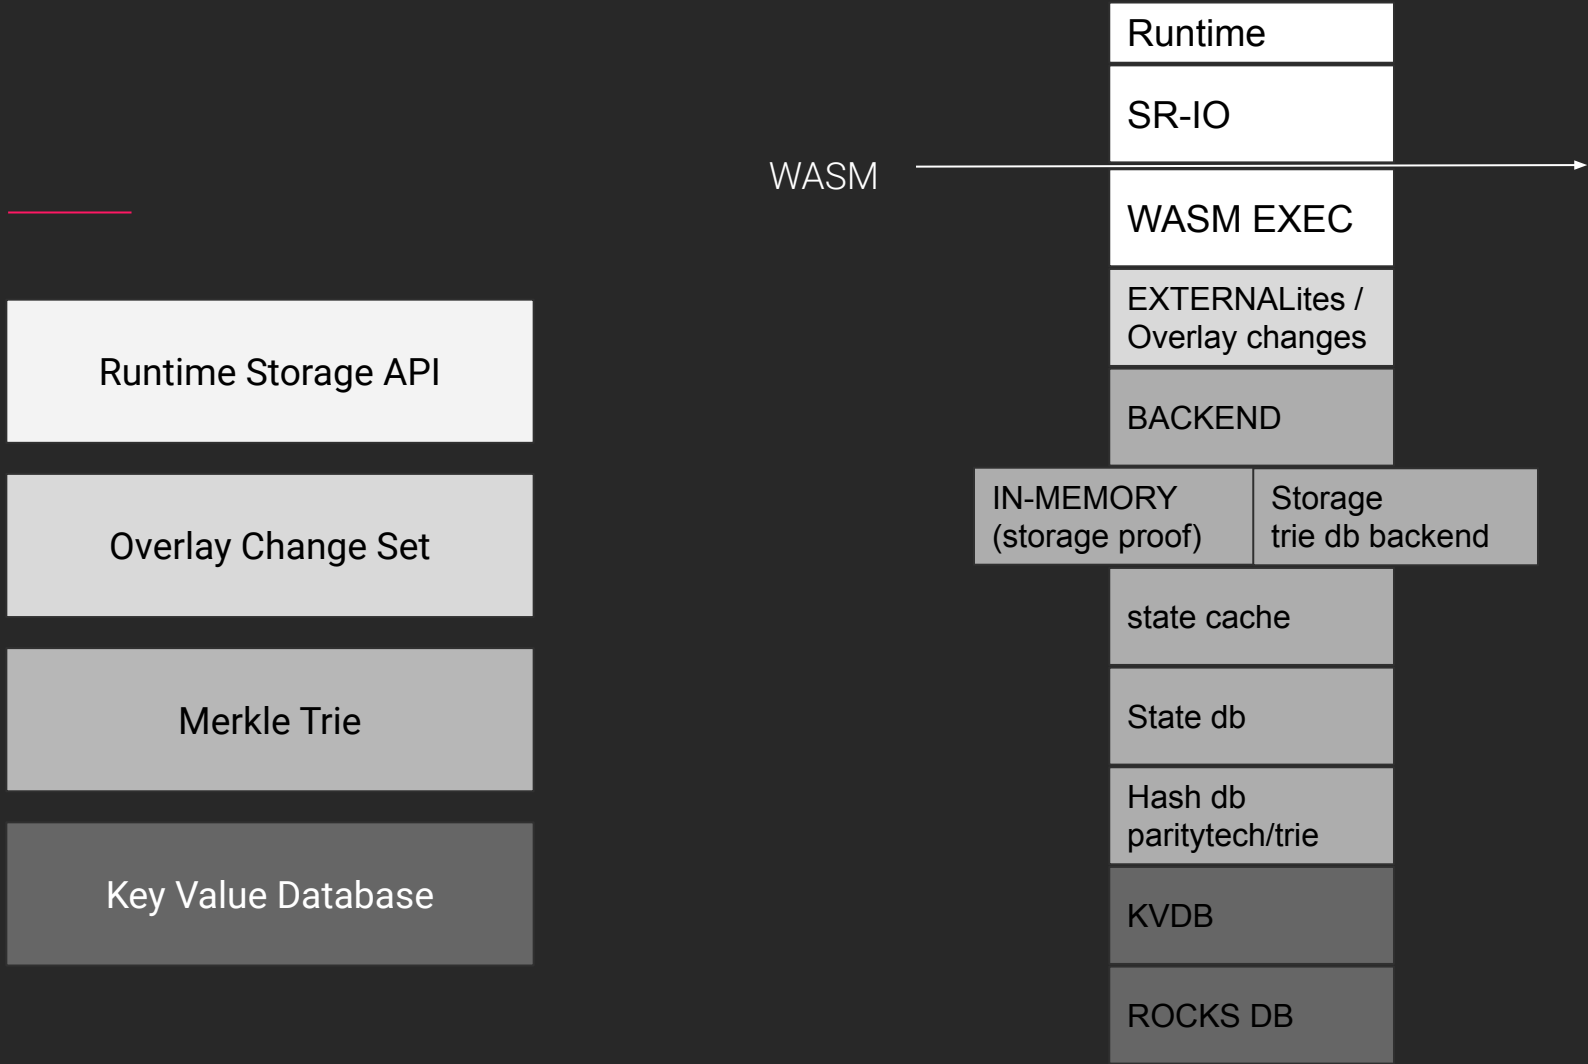 Runtime Storage API
Overlay Change Set
Merkle Trie
Key Value Database
WASM
Runtime
SR-IO
WASM EXEC
EXTERNALites /
Overlay changes
BACKEND
IN-MEMORY
(storage proof)
Storage
trie db backend
state cache
State db
Hash db
paritytech/trie
KVDB
ROCKS DB